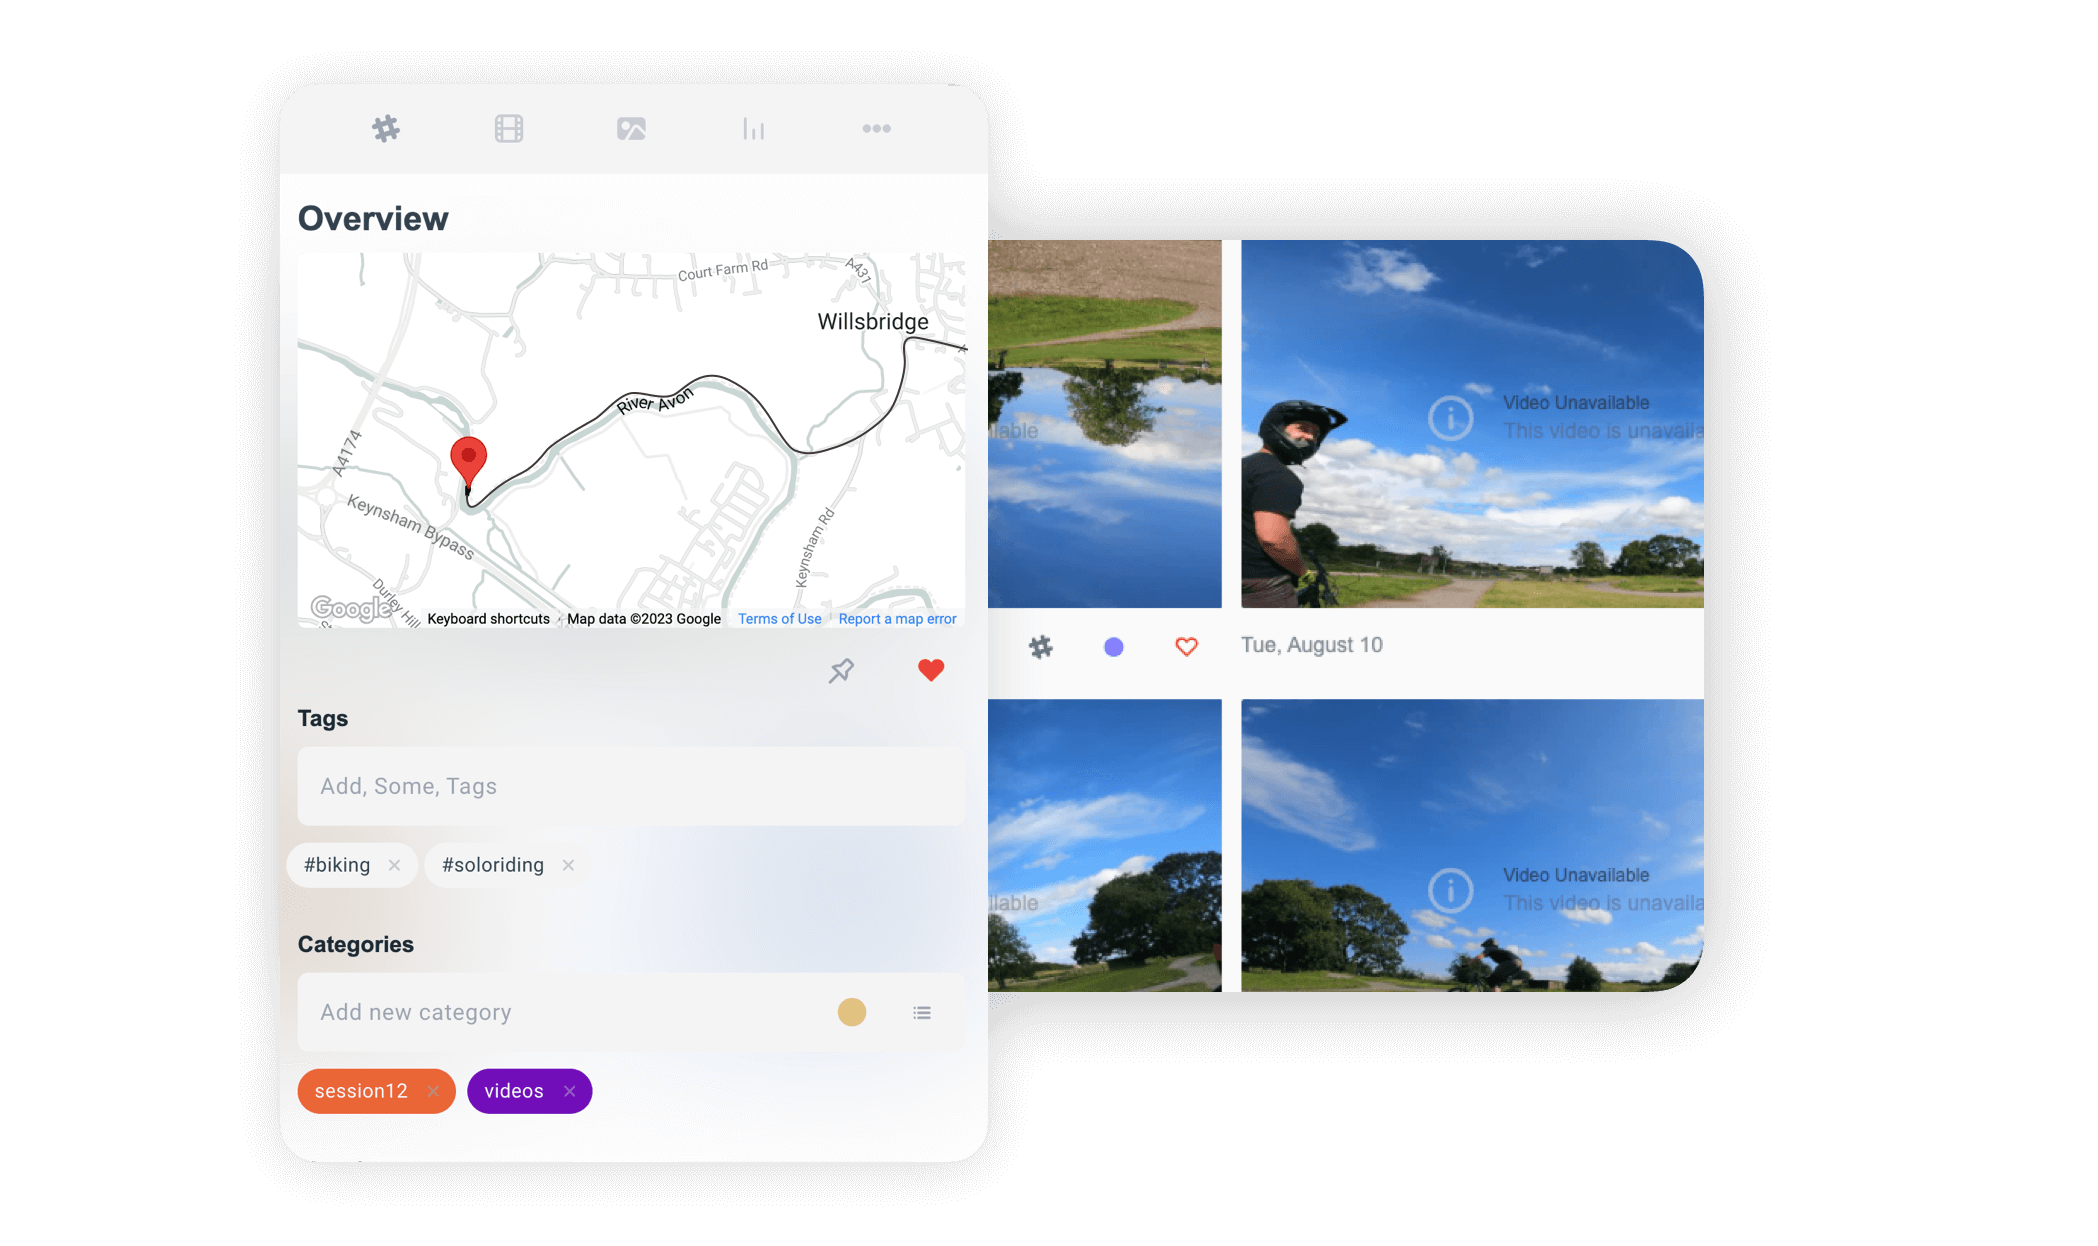 Overview
Court Farm Rd
A431
Willsbridge
River Avon
A4174
Keynsham Bypass
Keynsham Rd
Durley Hill
Google
Keyboard shortcuts
Map data ©2023 Google
Terms of Use
Report a map error
Tags
Add, Some, Tags
#biking
#soloriding
Categories
Add new category
session12
videos
Video Unavailable
This video is unavaila
lable
Tue, August 10
Video Unavailable
This video is unavaila
lable